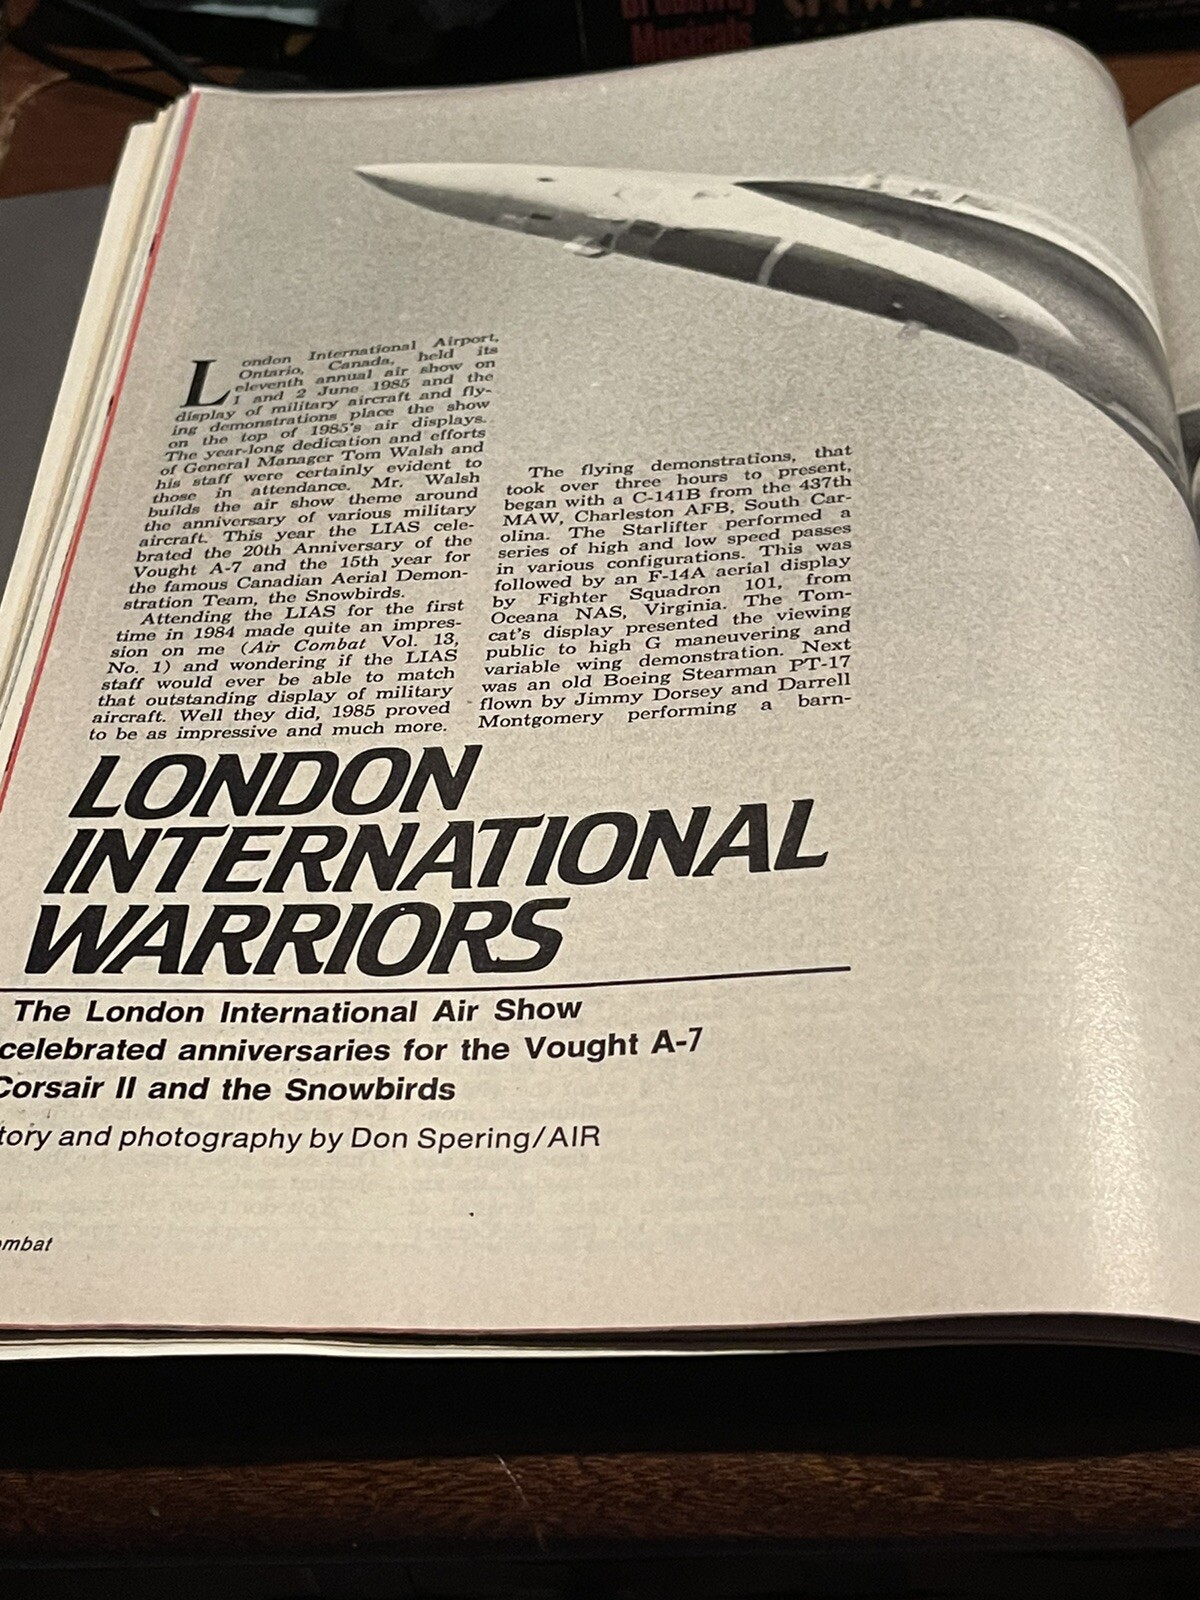 Musicals
London International Airport,
Ontario, Canada, held its
eleventh annual air show on
1 and 2 June 1985 and the
display of military aircraft and fly-
ing demonstrations place the show
on the top of 1985's air displays.
The year-long dedication and efforts
of General Manager Tom Walsh and
his staff were certainly evident to
those in attendance. Mr. Walsh
builds the air show theme around
the anniversary of various military
aircraft. This year the LIAS cele-
brated the 20th Anniversary of the
Vought A-7 and the 15th year for
the famous Canadian Aerial Demon-
stration Team, the Snowbirds.
Attending the LIAS for the first
time in 1984 made quite an impres-
sion on me (Air Combat Vol. 13,
No. 1) and wondering if the LIAS
staff would ever be able to match
that outstanding display of military
aircraft. Well they did, 1985 proved
to be as impressive and much more.
The flying demonstrations, that
took over three hours to present,
began with a C-141B from the 437th
MAW, Charleston AFB, South Car-
olina. The Starlifter performed a
series of high and low speed passes
in various configurations. This was
followed by an F-14A aerial display
by Fighter Squadron 101, from
Oceana NAS, Virginia. The Tom-
cat's display presented the viewing
public to high G maneuvering and
variable wing demonstration. Next
was an old Boeing Stearman PT-17
flown by Jimmy Dorsey and Darrell
Montgomery performing a barn-
LONDON
INTERNATIONAL
WARRIORS
The London International Air Show
celebrated anniversaries for the Vought A-7
Corsair II and the Snowbirds
tory and photography by Don Spering/AIR
ombat